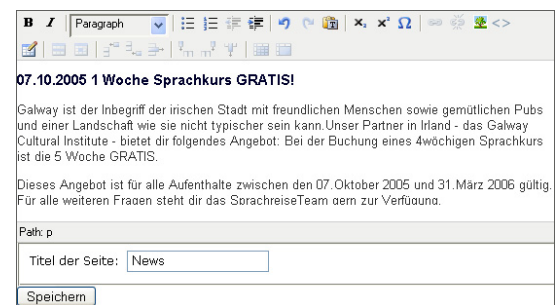 B I Paragraph x₂ x² Ω <>
07.10.2005 1 Woche Sprachkurs GRATIS!
Galway ist der Inbegriff der irischen Stadt mit freundlichen Menschen sowie gemütlichen Pubs
und einer Landschaft wie sie nicht typischer sein kann.Unser Partner in Irland - das Galway
Cultural Institute - bietet dir folgendes Angebot: Bei der Buchung eines 4wöchigen Sprachkurs
ist die 5 Woche GRATIS.
Dieses Angebot ist für alle Aufenthalte zwischen den 07.Oktober 2005 und 31.März 2006 gültig.
Für alle weiteren Fragen steht dir das SprachreiseTeam gern zur Verfügung.
Path: p
Titel der Seite: News
Speichern